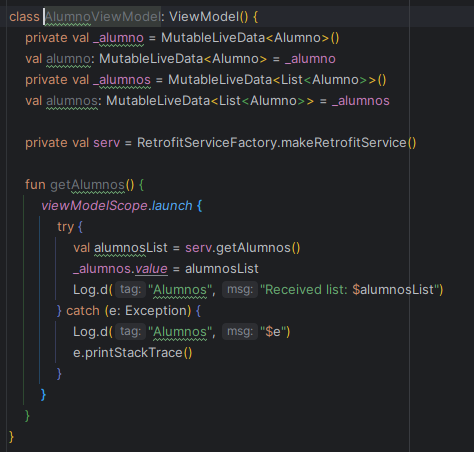 class AlumnoViewModel: ViewModel() {
private val _alumno = MutableLiveData<Alumno>()
val alumno: MutableLiveData<Alumno> = _alumno
private val _alumnos = MutableLiveData<List<Alumno>>()
val alumnos: MutableLiveData<List<Alumno>> = _alumnos
private val serv = RetrofitServiceFactory.makeRetrofitService()
fun getAlumnos() {
viewModelScope.launch {
try {
val alumnosList = serv.getAlumnos()
_alumnos.value = alumnosList
Log.d( tag: "Alumnos", msg: "Received list: $alumnosList")
} catch (e: Exception) {
Log.d( tag: "Alumnos", msg: "$e")
e.printStackTrace()
}
}
}
}